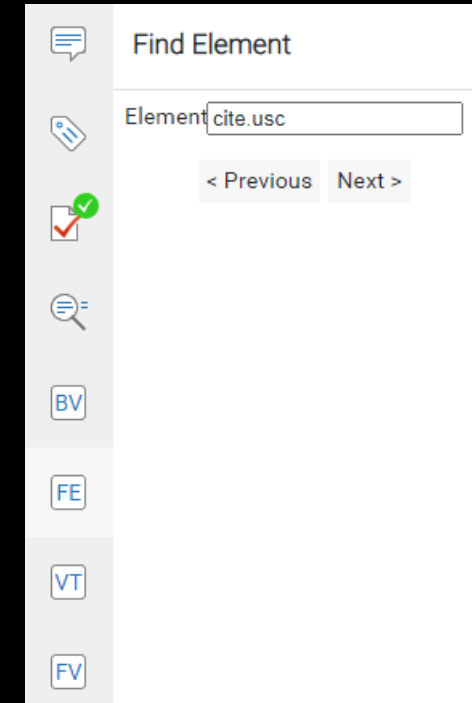 Find Element
Element cite.usc
< Previous Next >
BV
FE
VT
FV